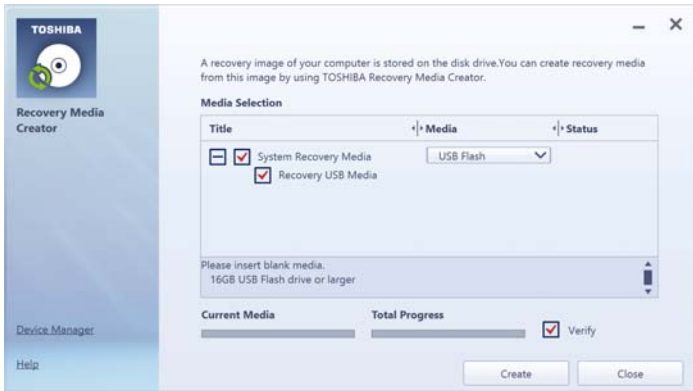 TOSHIBA
Recovery Media
Creator
Device Manager
Help
A recovery image of your computer is stored on the disk drive.You can create recovery media
from this image by using TOSHIBA Recovery Media Creator.
Media Selection
Title Media Status
System Recovery Media USB Flash
Recovery USB Media
Please insert blank media.
16GB USB Flash drive or larger
Current Media Total Progress
Verify
Create Close